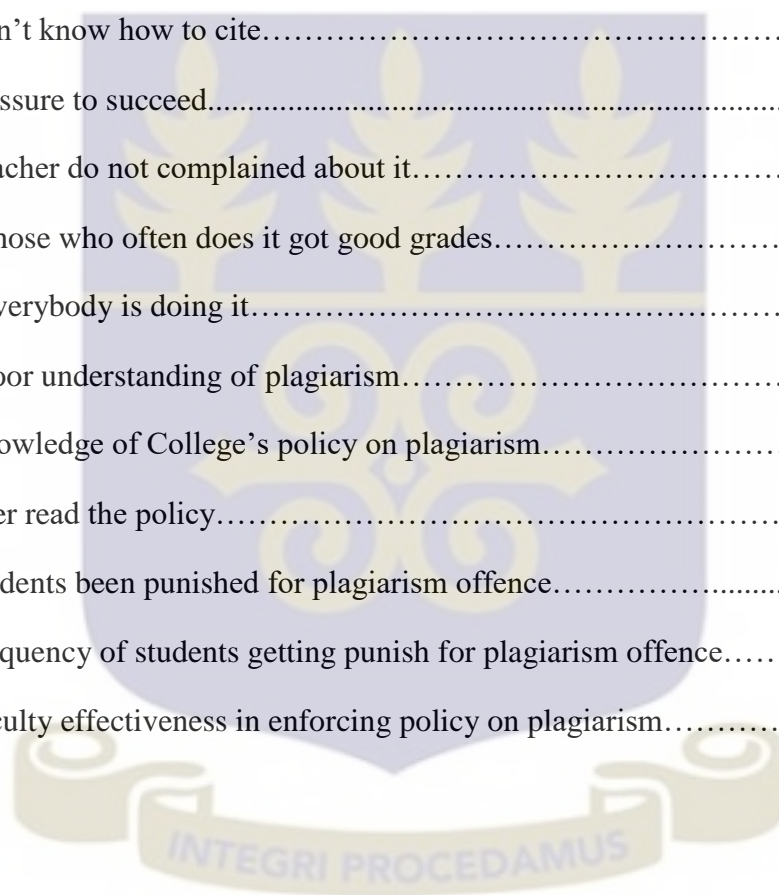 n’t know how to cite……………………………………………
ssure to succeed.....................................................................
acher do not complained about it………………………………
hose who often does it got good grades………………………
verybody is doing it……………………………………………
oor understanding of plagiarism………………………………
owledge of College’s policy on plagiarism……………………
er read the policy………………………………………………
dents been punished for plagiarism offence………….........
quency of students getting punish for plagiarism offence……
culty effectiveness in enforcing policy on plagiarism…………
INTEGRI PROCEDAMUS